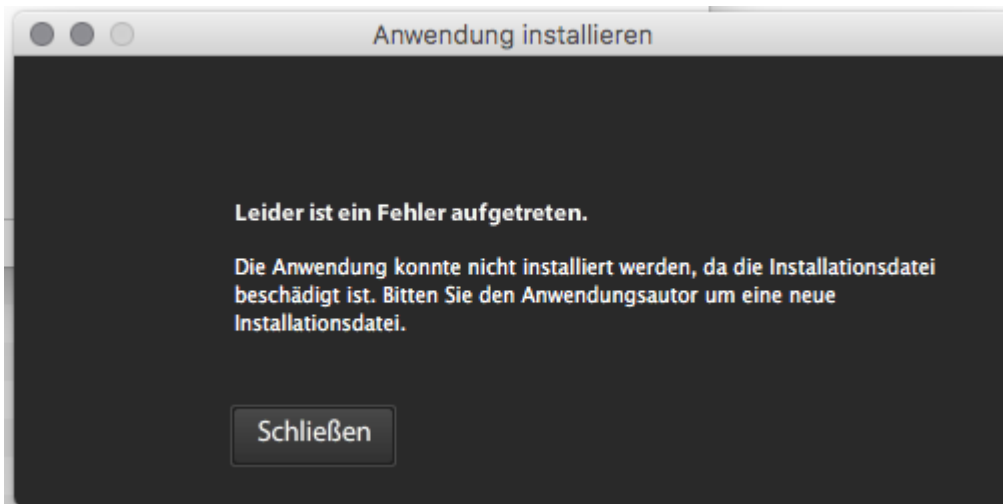 Anwendung installieren
Leider ist ein Fehler aufgetreten.
Die Anwendung konnte nicht installiert werden, da die Installationsdatei
beschädigt ist. Bitten Sie den Anwendungsautor um eine neue
Installationsdatei.
Schließen